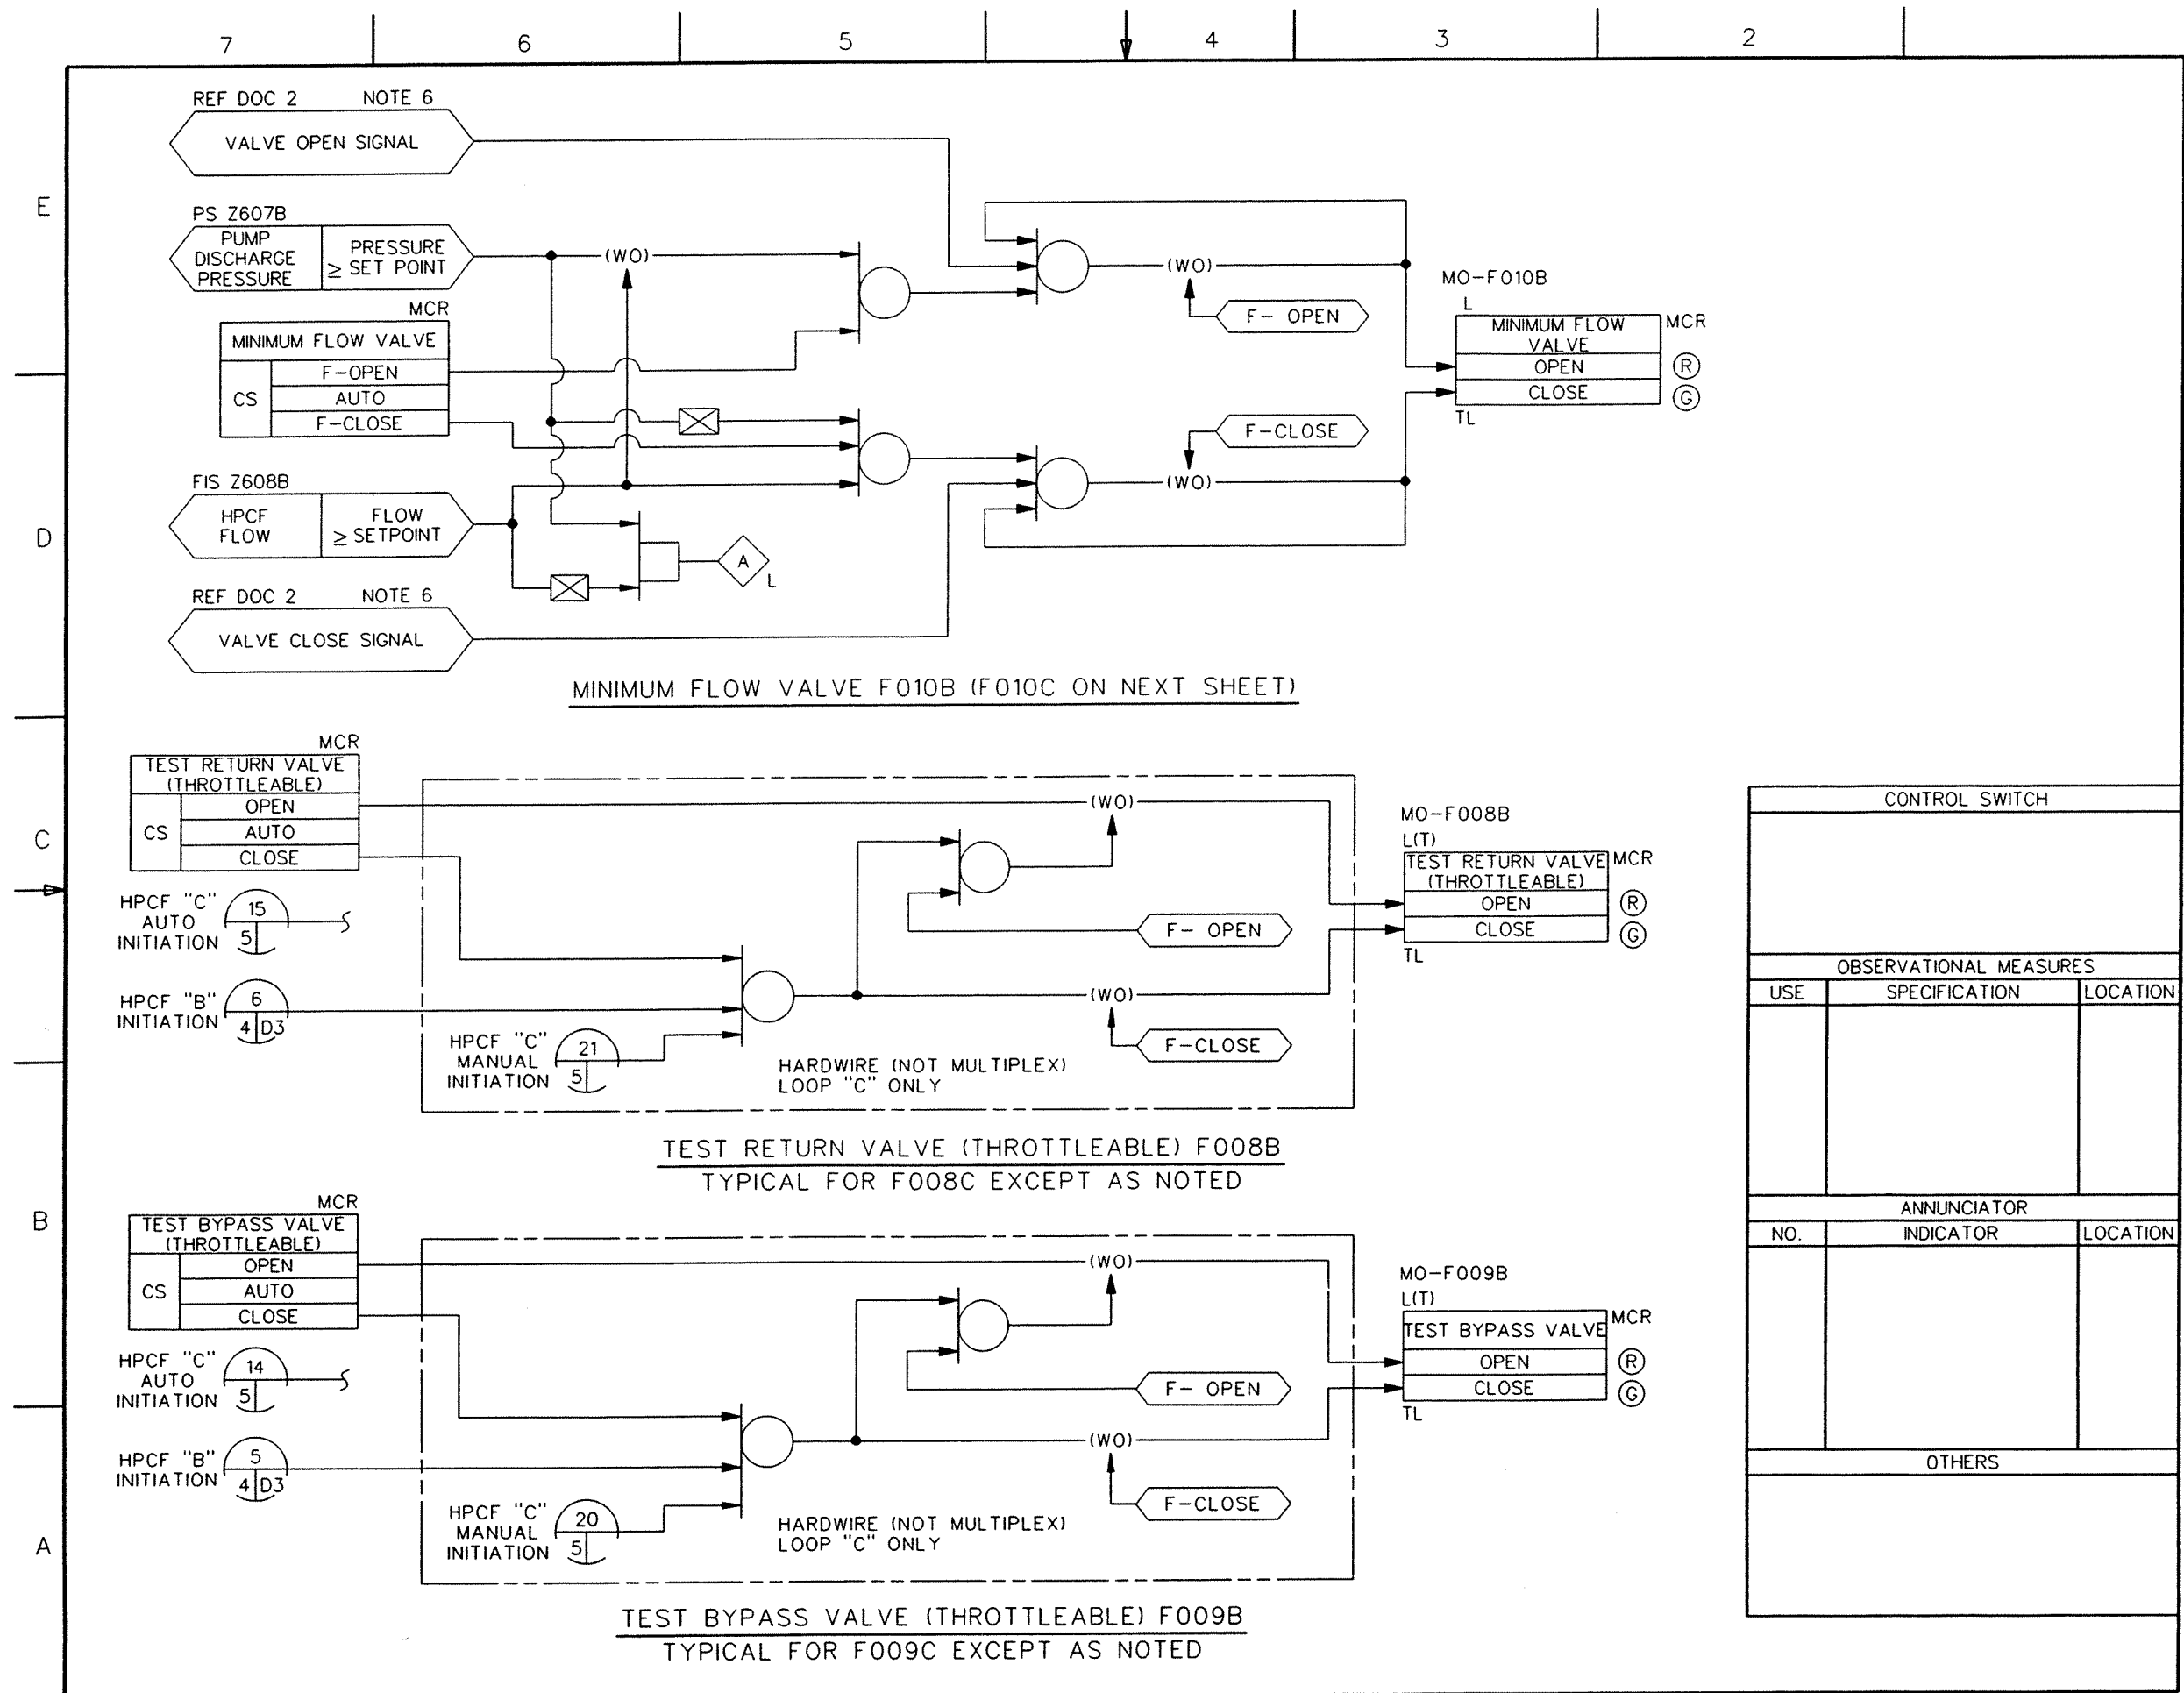 7 6 5 4 3 2
E
D
C
B
A
REF DOC 2 NOTE 6
VALVE OPEN SIGNAL
PS Z607B
PUMP
DISCHARGE
PRESSURE
PRESSURE
≥ SET POINT
(WO)
(WO)
F- OPEN
MCR
MINIMUM FLOW VALVE
CS
F-OPEN
AUTO
F-CLOSE
MO-F010B
L
MINIMUM FLOW
VALVE
MCR
OPEN
R
CLOSE
G
TL
F-CLOSE
(WO)
FIS Z608B
HPCF
FLOW
FLOW
≥ SETPOINT
A
L
REF DOC 2 NOTE 6
VALVE CLOSE SIGNAL
MINIMUM FLOW VALVE F010B (F010C ON NEXT SHEET)
MCR
TEST RETURN VALVE
(THROTTLEABLE)
CS
OPEN
AUTO
CLOSE
(WO)
HPCF "C"
AUTO
INITIATION
15
5
F- OPEN
HPCF "B"
INITIATION
6
4 D3
(WO)
F-CLOSE
HPCF "C"
MANUAL
INITIATION
21
5
HARDWIRE (NOT MULTIPLEX)
LOOP "C" ONLY
MO-F008B
L(T)
TEST RETURN VALVE
(THROTTLEABLE)
MCR
OPEN
R
CLOSE
G
TL
TEST RETURN VALVE (THROTTLEABLE) F008B
TYPICAL FOR F008C EXCEPT AS NOTED
MCR
TEST BYPASS VALVE
(THROTTLEABLE)
CS
OPEN
AUTO
CLOSE
(WO)
HPCF "C"
AUTO
INITIATION
14
5
F- OPEN
HPCF "B"
INITIATION
5
4 D3
(WO)
F-CLOSE
HPCF "C"
MANUAL
INITIATION
20
5
HARDWIRE (NOT MULTIPLEX)
LOOP "C" ONLY
MO-F009B
L(T)
TEST BYPASS VALVE
MCR
OPEN
R
CLOSE
G
TL
TEST BYPASS VALVE (THROTTLEABLE) F009B
TYPICAL FOR F009C EXCEPT AS NOTED
CONTROL SWITCH
OBSERVATIONAL MEASURES
USE SPECIFICATION LOCATION
ANNUNCIATOR
NO. INDICATOR LOCATION
OTHERS